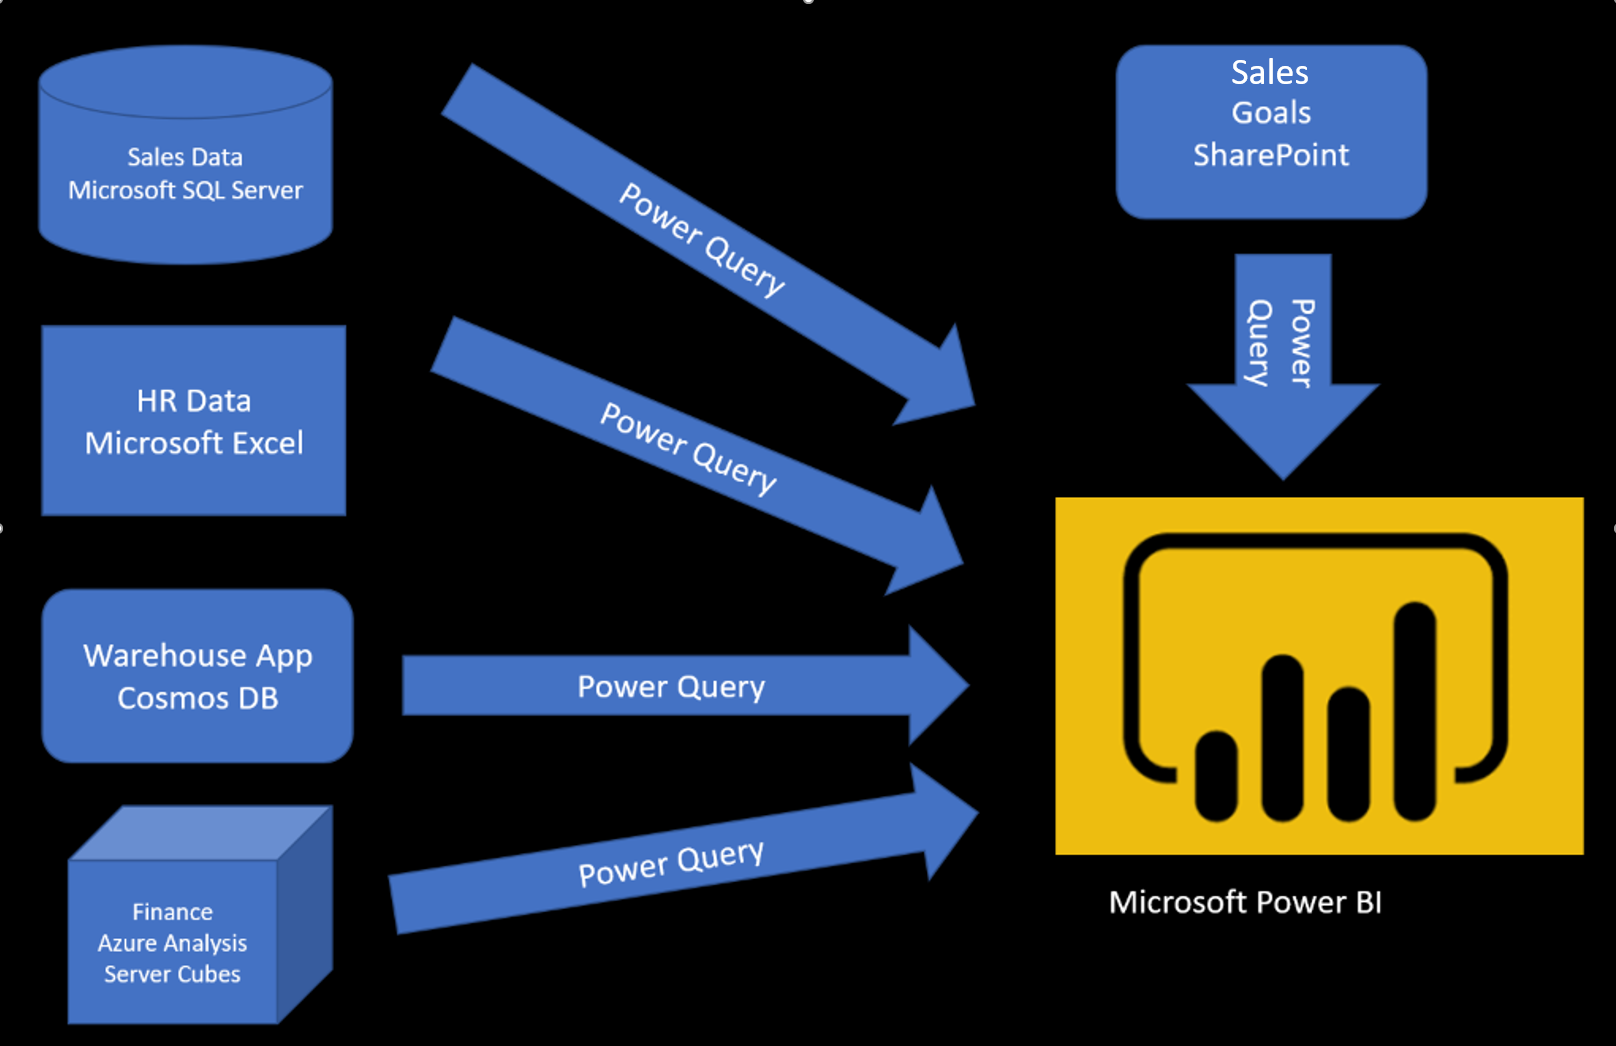 Sales Data
Microsoft SQL Server
Power Query
Sales
Goals
SharePoint
Power
Query
HR Data
Microsoft Excel
Power Query
Warehouse App
Cosmos DB
Power Query
Finance
Azure Analysis
Server Cubes
Power Query
Microsoft Power BI